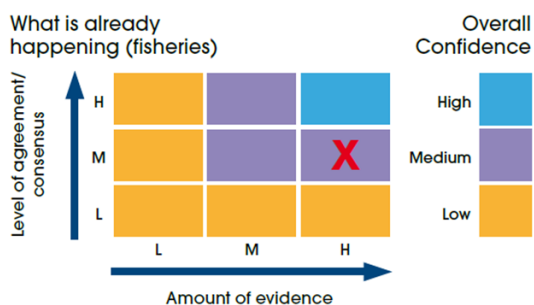 What is already
happening (fisheries)
Overall
Confidence
Level of agreement/
consensus
H
M
L
X
L
M
H
Amount of evidence
High
Medium
Low